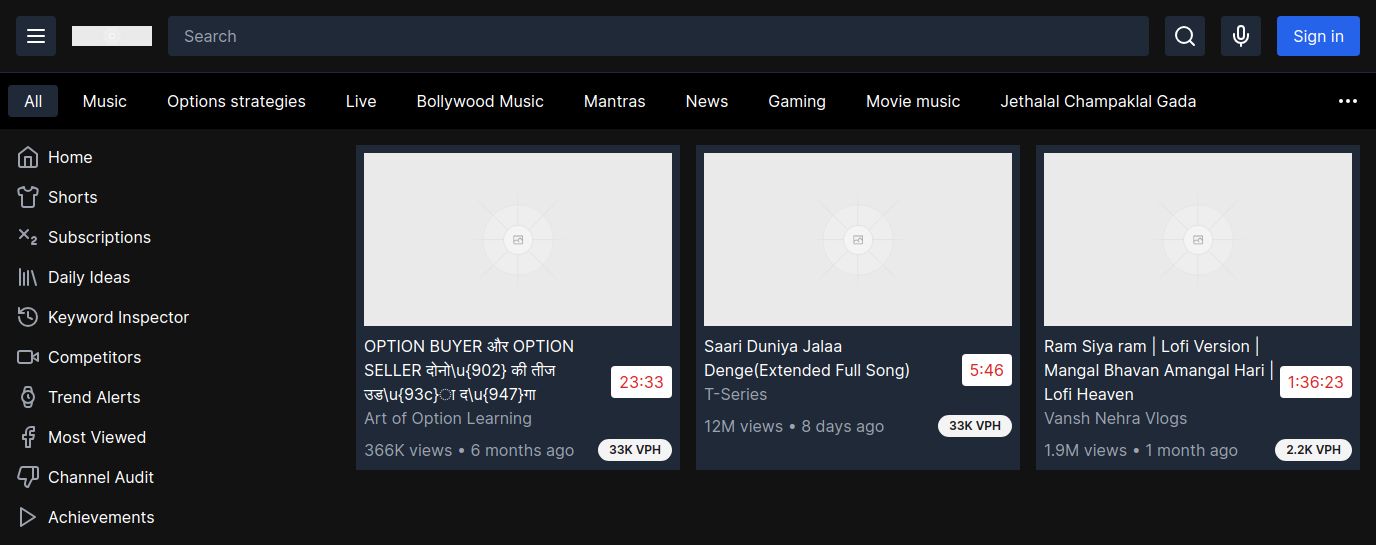 Search
Sign in
All
Music
Options strategies
Live
Bollywood Music
Mantras
News
Gaming
Movie music
Jethalal Champaklal Gada
Home
Shorts
Subscriptions
Daily Ideas
Keyword Inspector
Competitors
Trend Alerts
Most Viewed
Channel Audit
Achievements
OPTION BUYER और OPTION
SELLER दोनो\u{902} की तीज
उड\u{93c}ा द\u{947}गा
23:33
Art of Option Learning
366K views • 6 months ago
33K VPH
Saari Duniya Jalaa
Denge(Extended Full Song)
5:46
T-Series
12M views • 8 days ago
33K VPH
Ram Siya ram | Lofi Version |
Mangal Bhavan Amangal Hari |
Lofi Heaven
1:36:23
Vansh Nehra Vlogs
1.9M views • 1 month ago
2.2K VPH